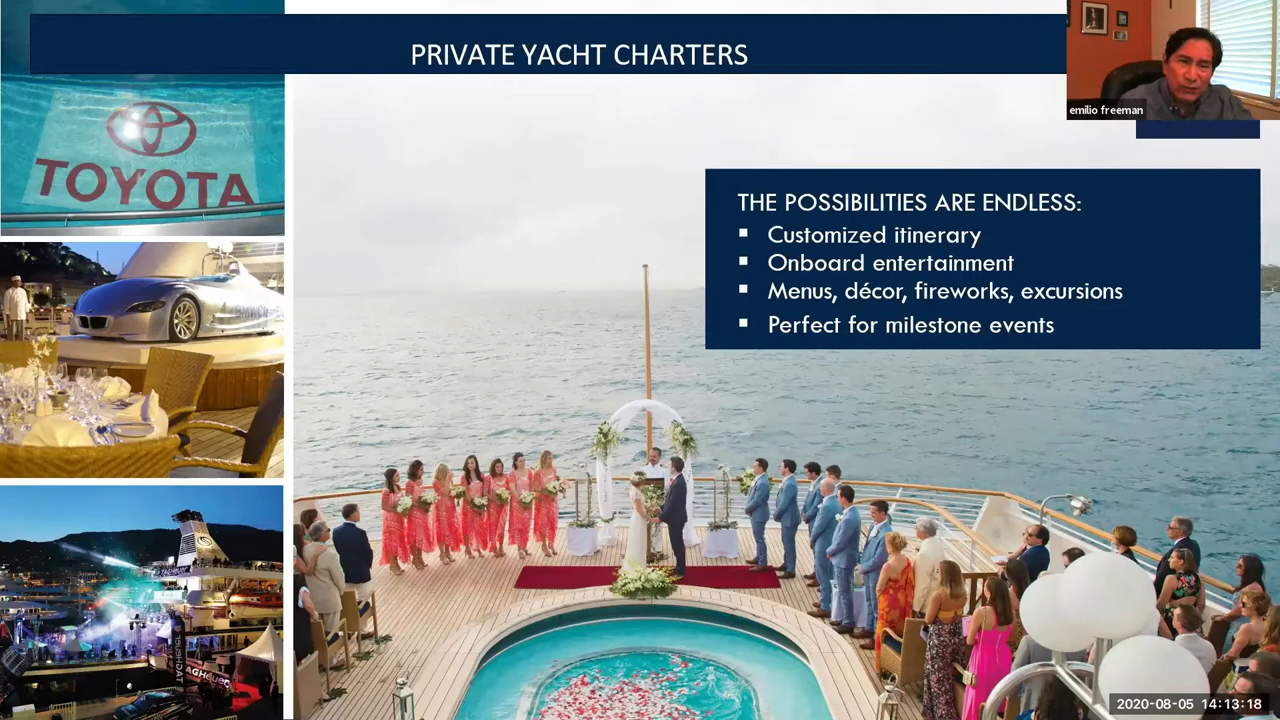 PRIVATE YACHT CHARTERS
emilio freeman
TOYOTA
THE POSSIBILITIES ARE ENDLESS:
▪ Customized itinerary
▪ Onboard entertainment
▪ Menus, décor, fireworks, excursions
▪ Perfect for milestone events
TAGHeuer
2020-08-05 14:13:18